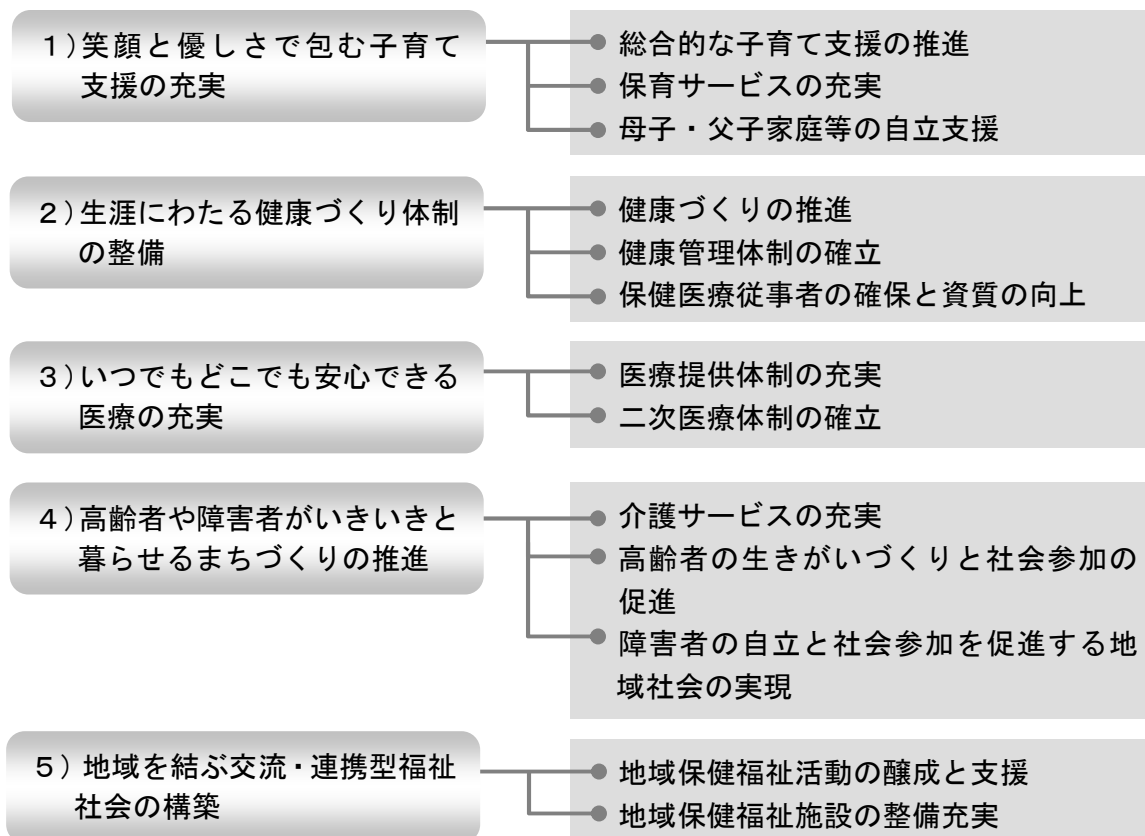 1)笑顔と優しさで包む子育て
支援の充実
総合的な子育て支援の推進
保育サービスの充実
母子・父子家庭等の自立支援
2)生涯にわたる健康づくり体制
の整備
健康づくりの推進
健康管理体制の確立
保健医療従事者の確保と資質の向上
3)いつでもどこでも安心できる
医療の充実
医療提供体制の充実
二次医療体制の確立
4)高齢者や障害者がいきいきと
暮らせるまちづくりの推進
介護サービスの充実
高齢者の生きがいづくりと社会参加の
促進
障害者の自立と社会参加を促進する地
域社会の実現
5)地域を結ぶ交流・連携型福祉
社会の構築
地域保健福祉活動の醸成と支援
地域保健福祉施設の整備充実